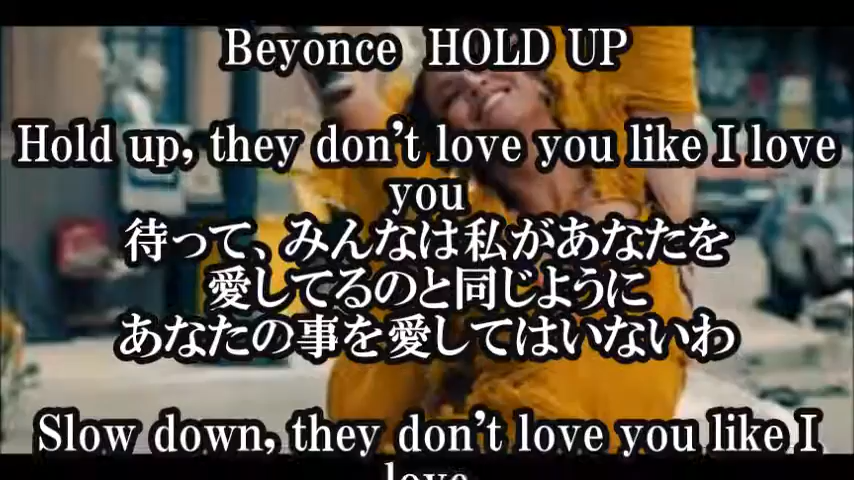 Beyonce HOLD UP
Hold up, they don't love you like I love
you
待って、みんなは私があなたを
愛してるのと同じように
あなたの事を愛してはいないわ
Slow down, they don't love you like I
love